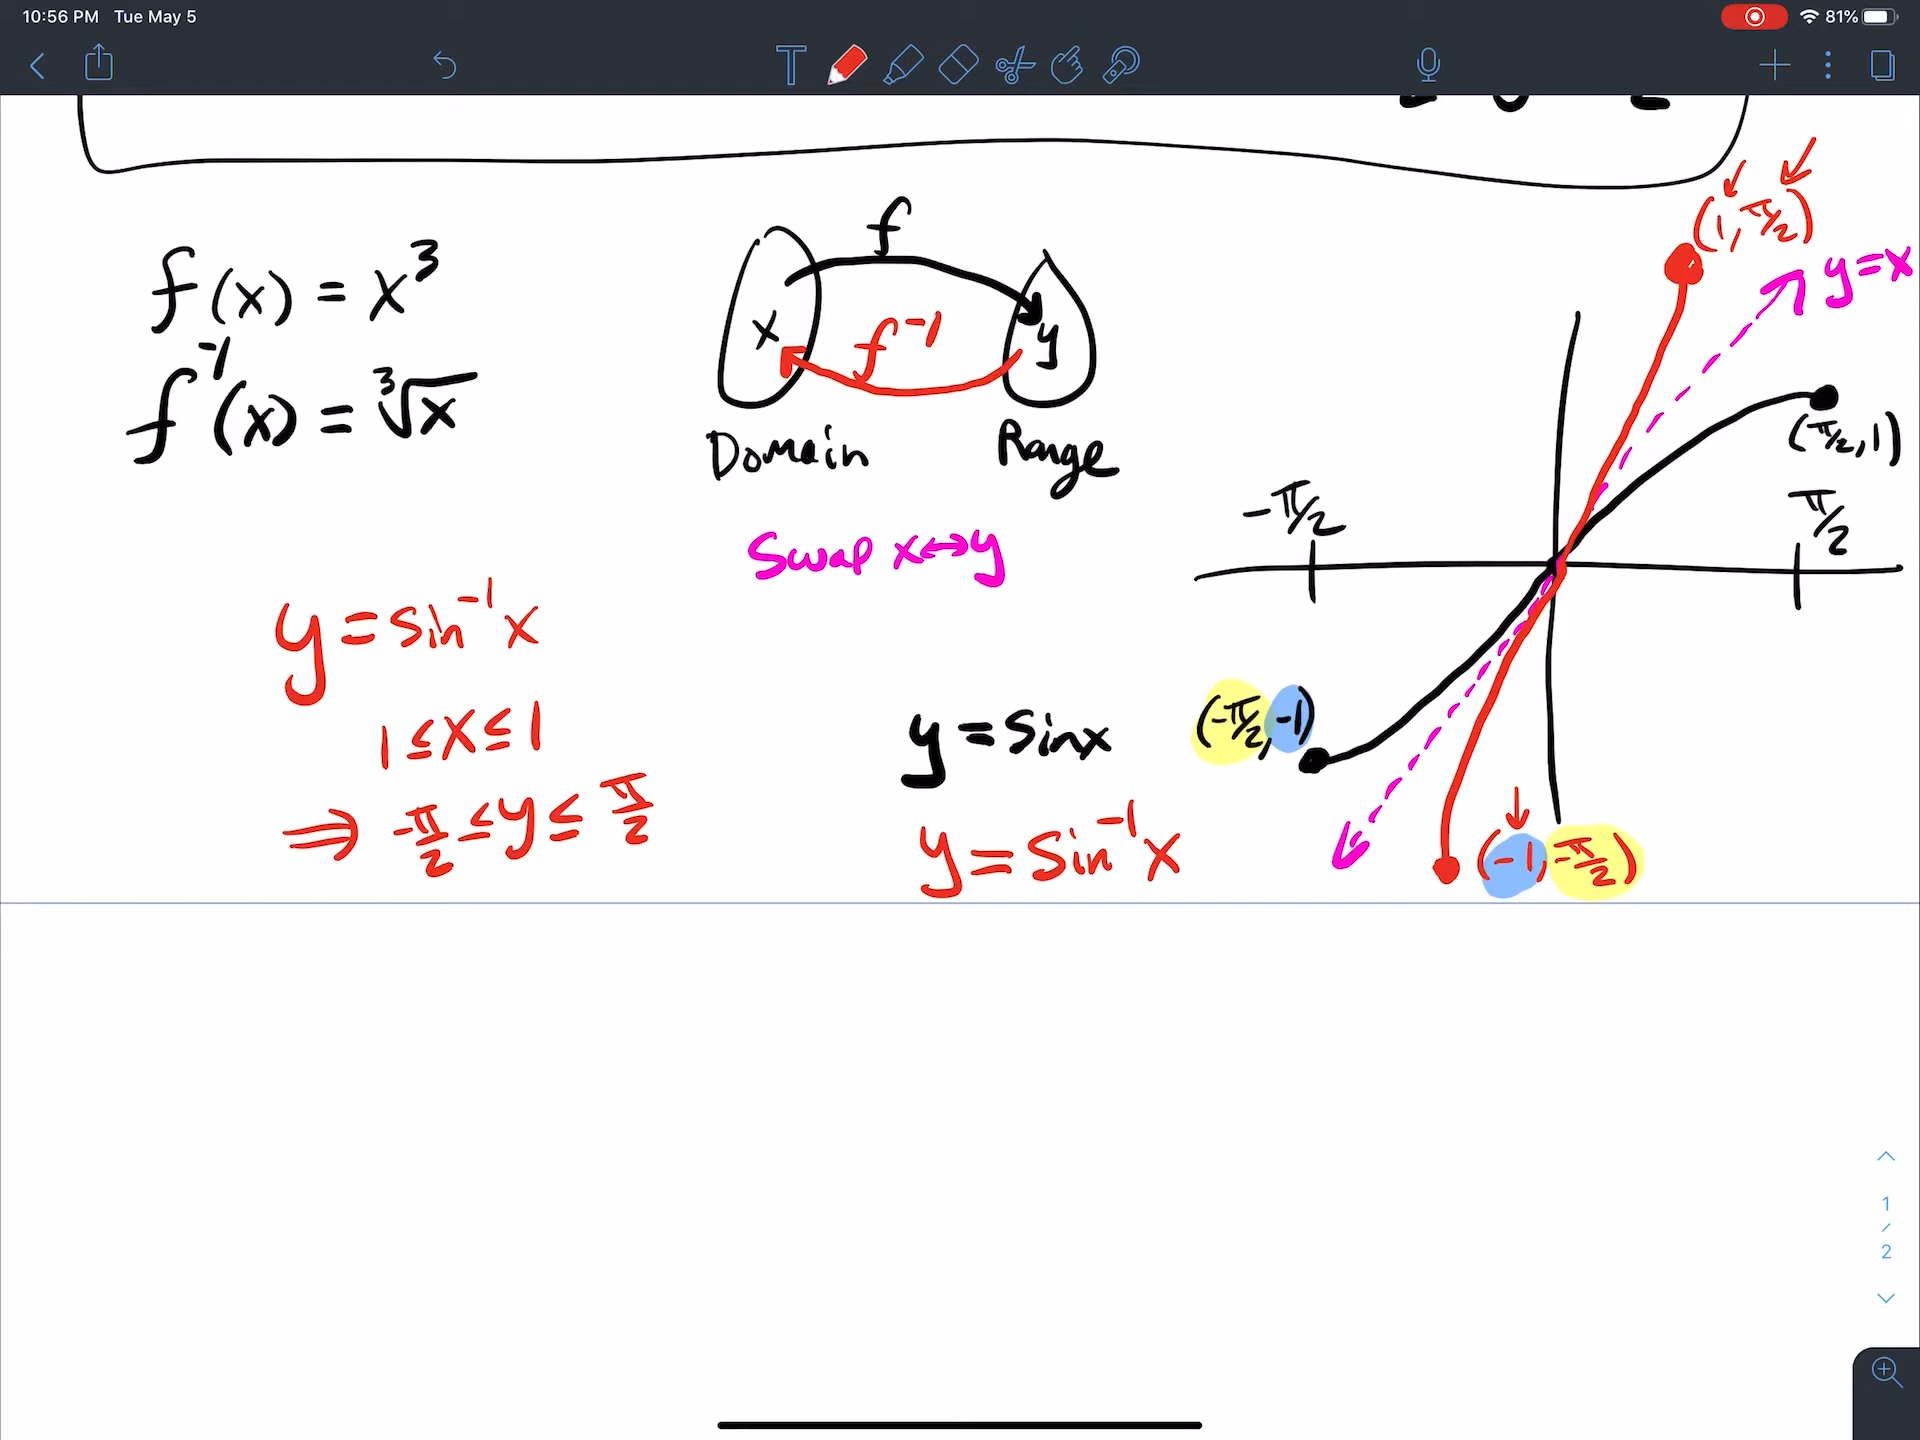 10:56 PM Tue May 5
81%
f(x) = x³
f⁻¹(x) = ³√x
f
x
f⁻¹
y
Domain
Range
Swap x↔y
y = sin⁻¹x
1 ≤ x ≤ 1
⇒ -π/2 ≤ y ≤ π/2
y = sinx
y = sin⁻¹x
(1, π/2)
y=x
(π/2, 1)
-π/2
π/2
(-π/2, -1)
(-1, -π/2)
1
/
2